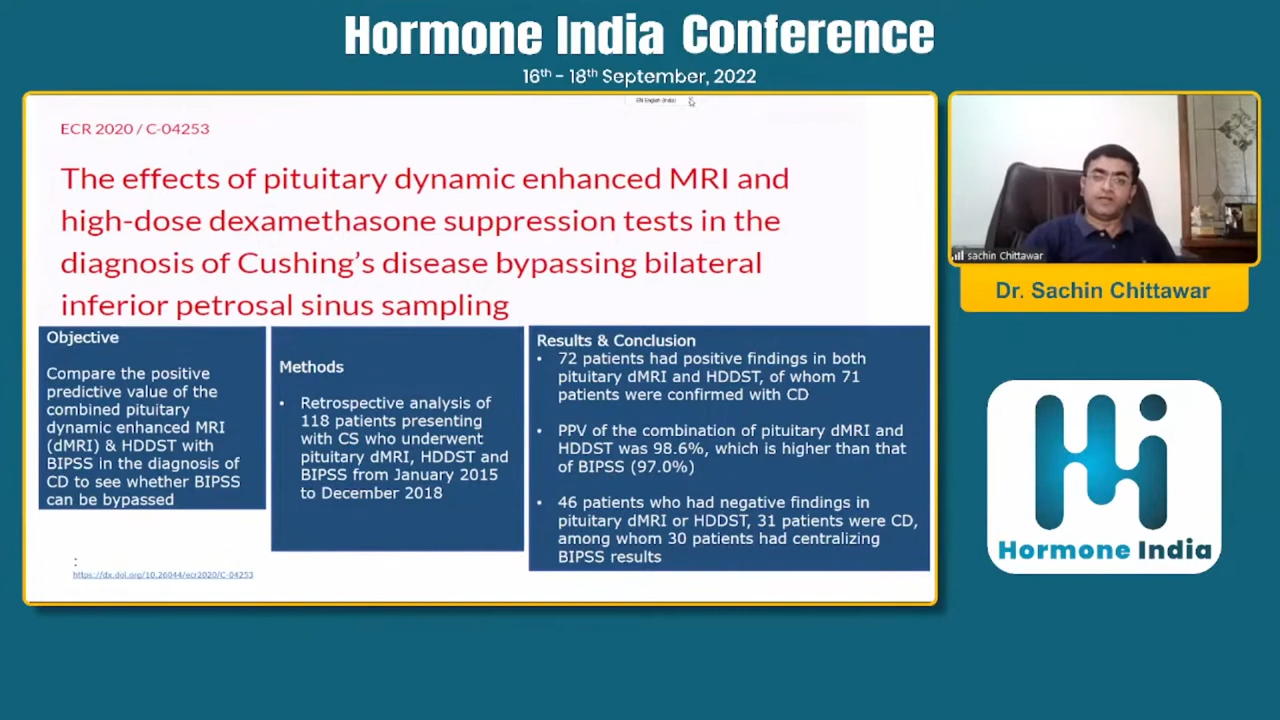 Hormone India Conference
16th - 18th September, 2022
EN English (India)
ECR 2020 / C-04253
The effects of pituitary dynamic enhanced MRI and
high-dose dexamethasone suppression tests in the
diagnosis of Cushing's disease bypassing bilateral
inferior petrosal sinus sampling
Objective
Compare the positive
predictive value of the
combined pituitary
dynamic enhanced MRI
(dMRI) & HDDST with
BIPSS in the diagnosis of
CD to see whether BIPSS
can be bypassed
Methods
• Retrospective analysis of
118 patients presenting
with CS who underwent
pituitary dMRI, HDDST and
BIPSS from January 2015
to December 2018
Results & Conclusion
• 72 patients had positive findings in both
pituitary dMRI and HDDST, of whom 71
patients were confirmed with CD
• PPV of the combination of pituitary dMRI and
HDDST was 98.6%, which is higher than that
of BIPSS (97.0%)
• 46 patients who had negative findings in
pituitary dMRI or HDDST, 31 patients were CD,
among whom 30 patients had centralizing
BIPSS results
:
https://dx.doi.org/10.26044/ecr2020/C-04253
sachin Chittawar
Dr. Sachin Chittawar
Hormone India